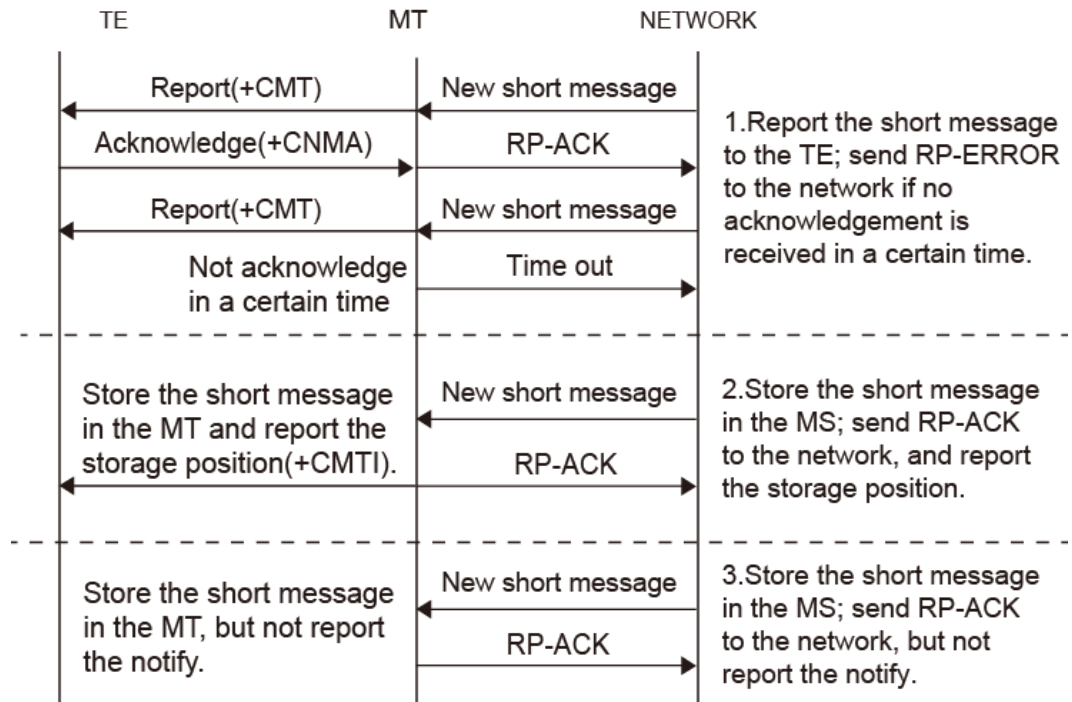 TE
MT
NETWORK
Report(+CMT)
New short message
Acknowledge(+CNMA)
RP-ACK
Report(+CMT)
New short message
Not acknowledge
in a certain time
Time out
1.Report the short message
to the TE; send RP-ERROR
to the network if no
acknowledgement is
received in a certain time.
Store the short message
in the MT and report the
storage position(+CMTI).
New short message
RP-ACK
2.Store the short message
in the MS; send RP-ACK
to the network, and report
the storage position.
Store the short message
in the MT, but not report
the notify.
New short message
RP-ACK
3.Store the short message
in the MS; send RP-ACK
to the network, but not
report the notify.